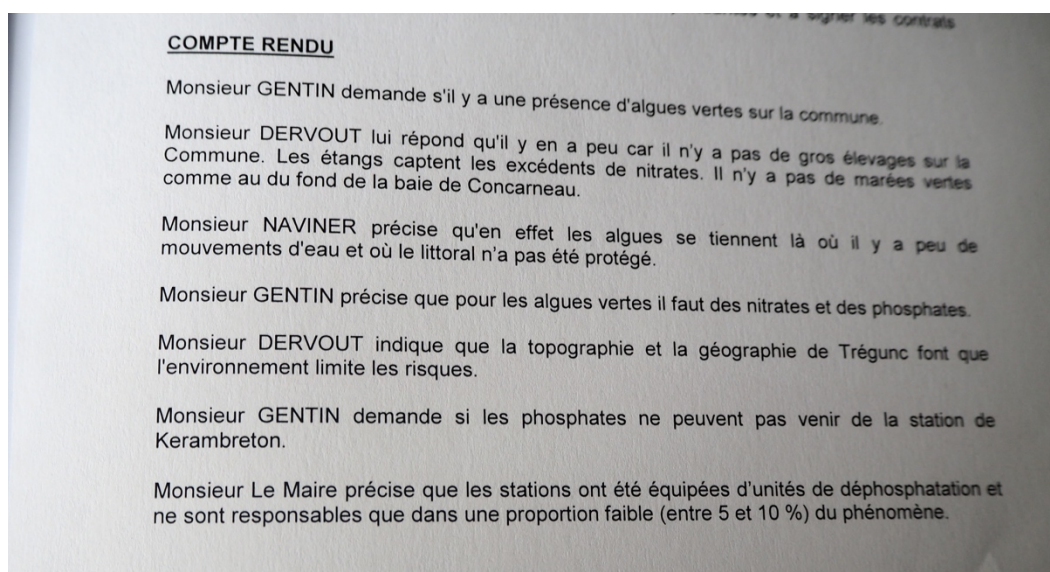 et à signer les contrats
COMPTE RENDU
Monsieur GENTIN demande s'il y a une présence d'algues vertes sur la commune.
Monsieur DERVOUT lui répond qu'il y en a peu car il n'y a pas de gros élevages sur la
Commune. Les étangs captent les excédents de nitrates. Il n'y a pas de marées vertes
comme au du fond de la baie de Concarneau.
Monsieur NAVINER précise qu'en effet les algues se tiennent là où il y a peu de
mouvements d'eau et où le littoral n'a pas été protégé.
Monsieur GENTIN précise que pour les algues vertes il faut des nitrates et des phosphates.
Monsieur DERVOUT indique que la topographie et la géographie de Trégunc font que
l'environnement limite les risques.
Monsieur GENTIN demande si les phosphates ne peuvent pas venir de la station de
Kerambreton.
Monsieur Le Maire précise que les stations ont été équipées d'unités de déphosphatation et
ne sont responsables que dans une proportion faible (entre 5 et 10 %) du phénomène.